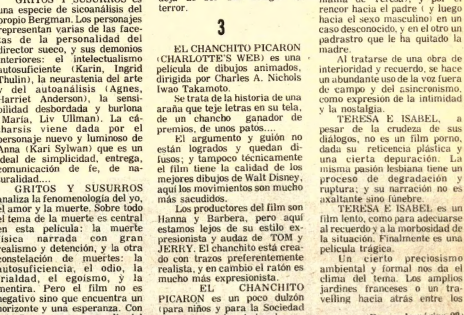 GRITOS Y SUSURROS es
una especie de sicoanálisis del
propio Bergman. Los personajes
representan varias de las face-
tas de la personalidad del
director sueco, y sus demonios
interiores: el intelectualismo
autosuficiente (Karin, Ingrid
Thulin), la neurastenia del arte
y del autoanálisis (Agnes,
Harriet Anderson), la sensi-
bilidad desbordada y burlona
(María, Liv Ullman). La cá-
tharsis viene dada por el
personaje nuevo y luminoso de
Anna (Kari Sylwan) que es un
ideal de simplicidad, entrega,
comunicación de fe, de na-
turalidad...
GRITOS Y SUSURROS
analiza la fenomenología del yo,
el amor y la muerte. Sobre todo
el tema de la muerte es central
en esta película: la muerte
física narrada con gran
realismo y detención, y la otra
constelación de muertes: la
autosuficiencia, el odio, la
frialdad, el egoísmo, y la
mentira. Pero el film no es
negativo sino que encuentra un
horizonte y una esperanza. Con
terror.
3
EL CHANCHITO PICARON
(CHARLOTTE'S WEB) es una
película de dibujos animados,
dirigida por Charles A. Nichols
Iwao Takamoto.
Se trata de la historia de una
araña que teje letras en su tela,
de un chancho ganador de
premios, de unos patos....
El argumento y guión no
están logrados y quedan di-
fusos; y tampoco técnicamente
el film tiene la calidad de los
mejores dibujos de Walt Disney,
aquí los movimientos son mucho
más sacudidos.
Los productores del film son
Hanna y Barbera, pero aquí
estamos lejos de su estilo ex-
presionista y audaz de TOM y
JERRY. El chanchito está crea-
do con trazos preferentemente
realista, y en cambio el ratón es
mucho más expresionista.
EL CHANCHITO
PICARON es un poco dulzón
(para niños y para la Sociedad
rencor hacia el padre ( y luego
hacia el sexo masculino) en un
caso desconocido, y en el otro un
padrastro que le ha quitado la
madre.
Al tratarse de una obra de
interioridad y recuerdo, se hace
un abundante uso de la voz fuera
de campo y del asincronismo,
como expresión de la intimidad
y la nostalgia.
TERESA E ISABEL, a
pesar de la crudeza de sus
diálogos, no es un film porno,
dada su reticencia plástica y
una cierta depuración. La
misma pasión lesbiana tiene un
proceso de degradación y
ruptura; y su narración no es
axaltante sino fúnebre.
TERESA E ISABEL es un
film lento, como para adecuarse
al recuerdo y a la morbosidad de
la situación. Finalmente es una
película trágica.
Un cierto preciosismo
ambiental y formal nos da el
clima del tema. Los amplios
jardines franceses o un tra-
veiling hacia atrás entre los